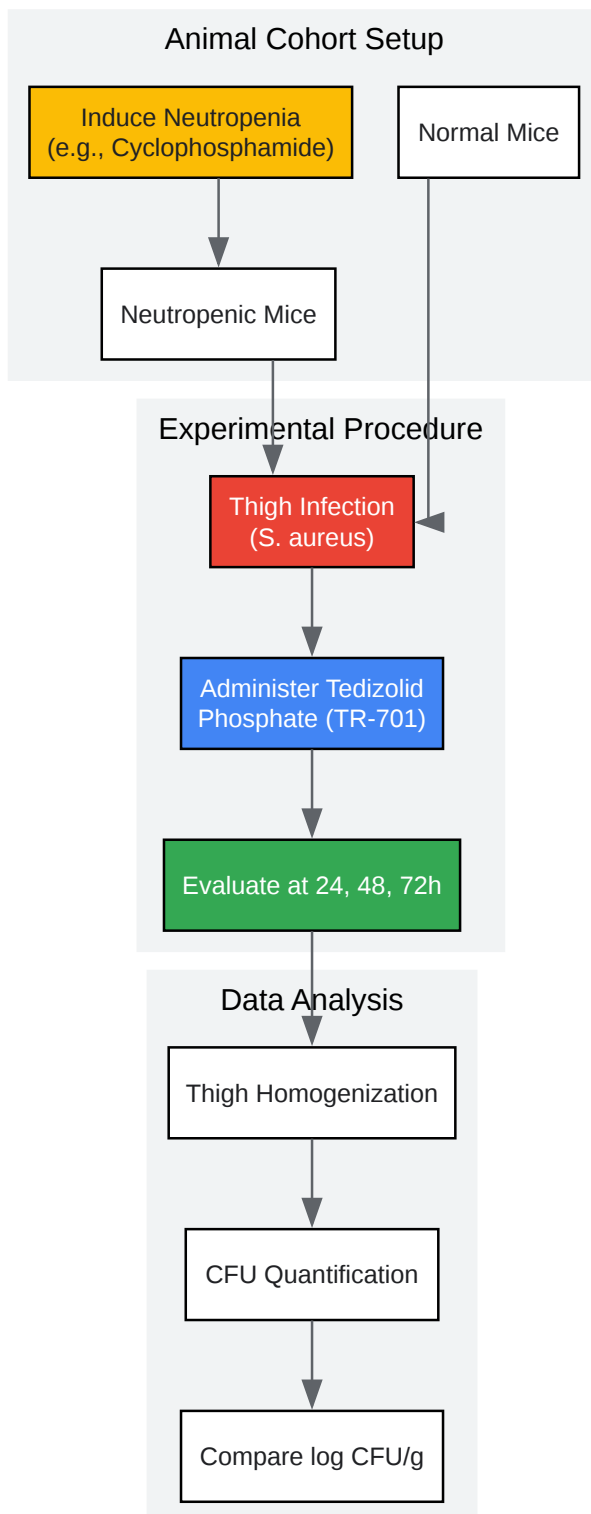 Animal Cohort Setup
Induce Neutropenia
(e.g., Cyclophosphamide)
Normal Mice
Neutropenic Mice
Experimental Procedure
Thigh Infection
(S. aureus)
Administer Tedizolid
Phosphate (TR-701)
Evaluate at 24, 48, 72h
Data Analysis
Thigh Homogenization
CFU Quantification
Compare log CFU/g